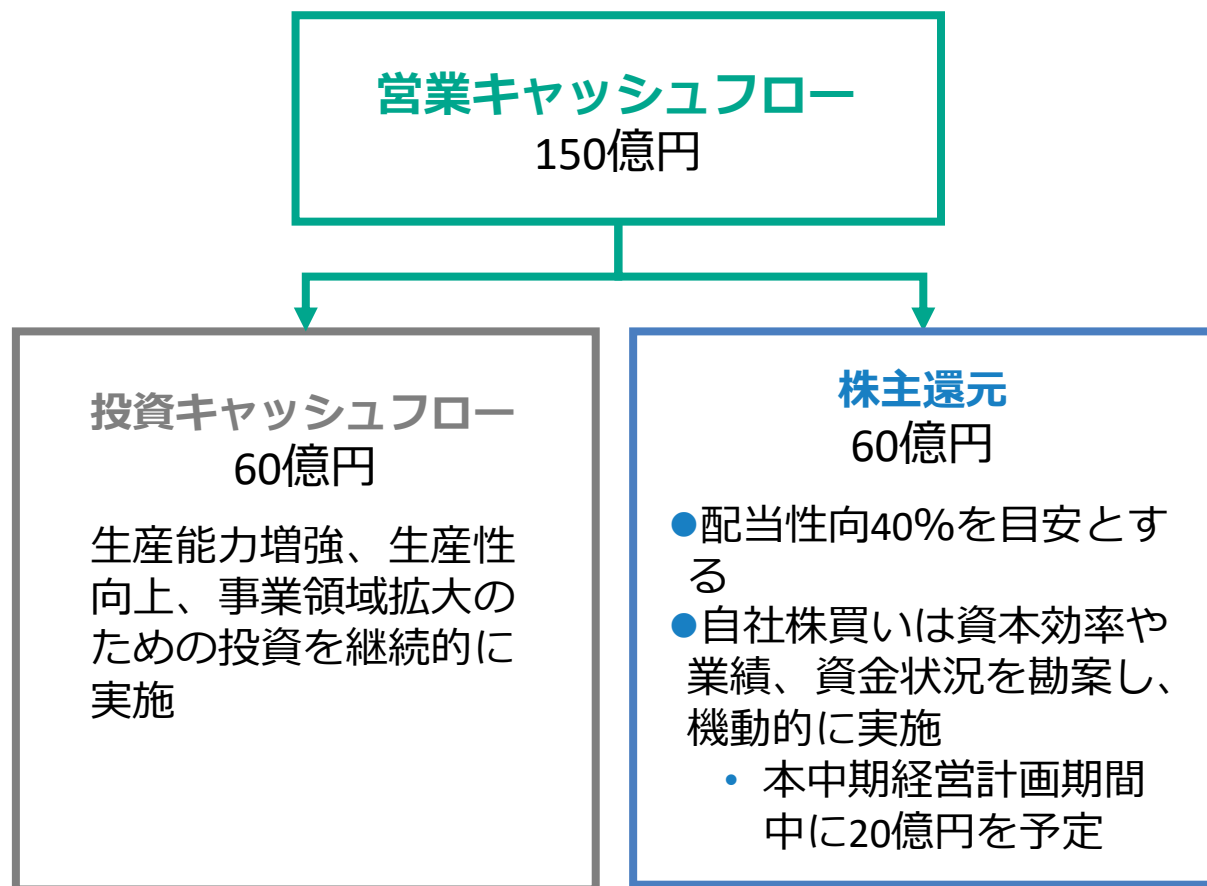 営業キャッシュフロー
150億円
投資キャッシュフロー
60億円
生産能力増強、生産性
向上、事業領域拡大の
ための投資を継続的に
実施
株主還元
60億円
●配当性向40%を目安とす
る
●自社株買いは資本効率や
業績、資金状況を勘案し、
機動的に実施
• 本中期経営計画期間
中に20億円を予定